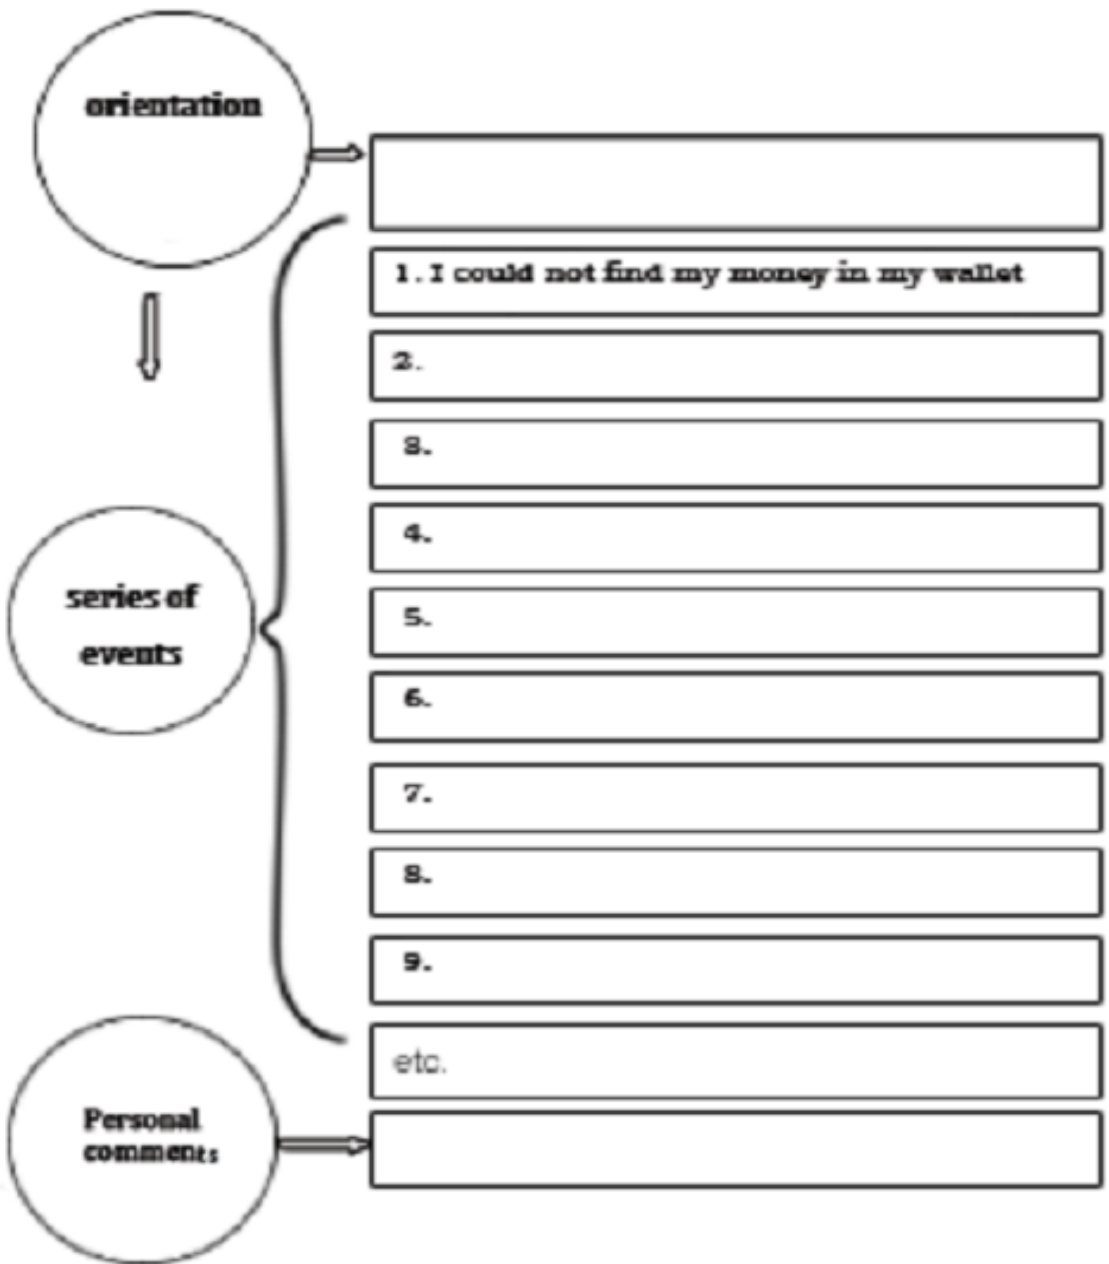 orientation
1. I could not find my money in my wallet
2.
3.
4.
5.
6.
7.
8.
9.
etc.
series of
events
Personal
comments